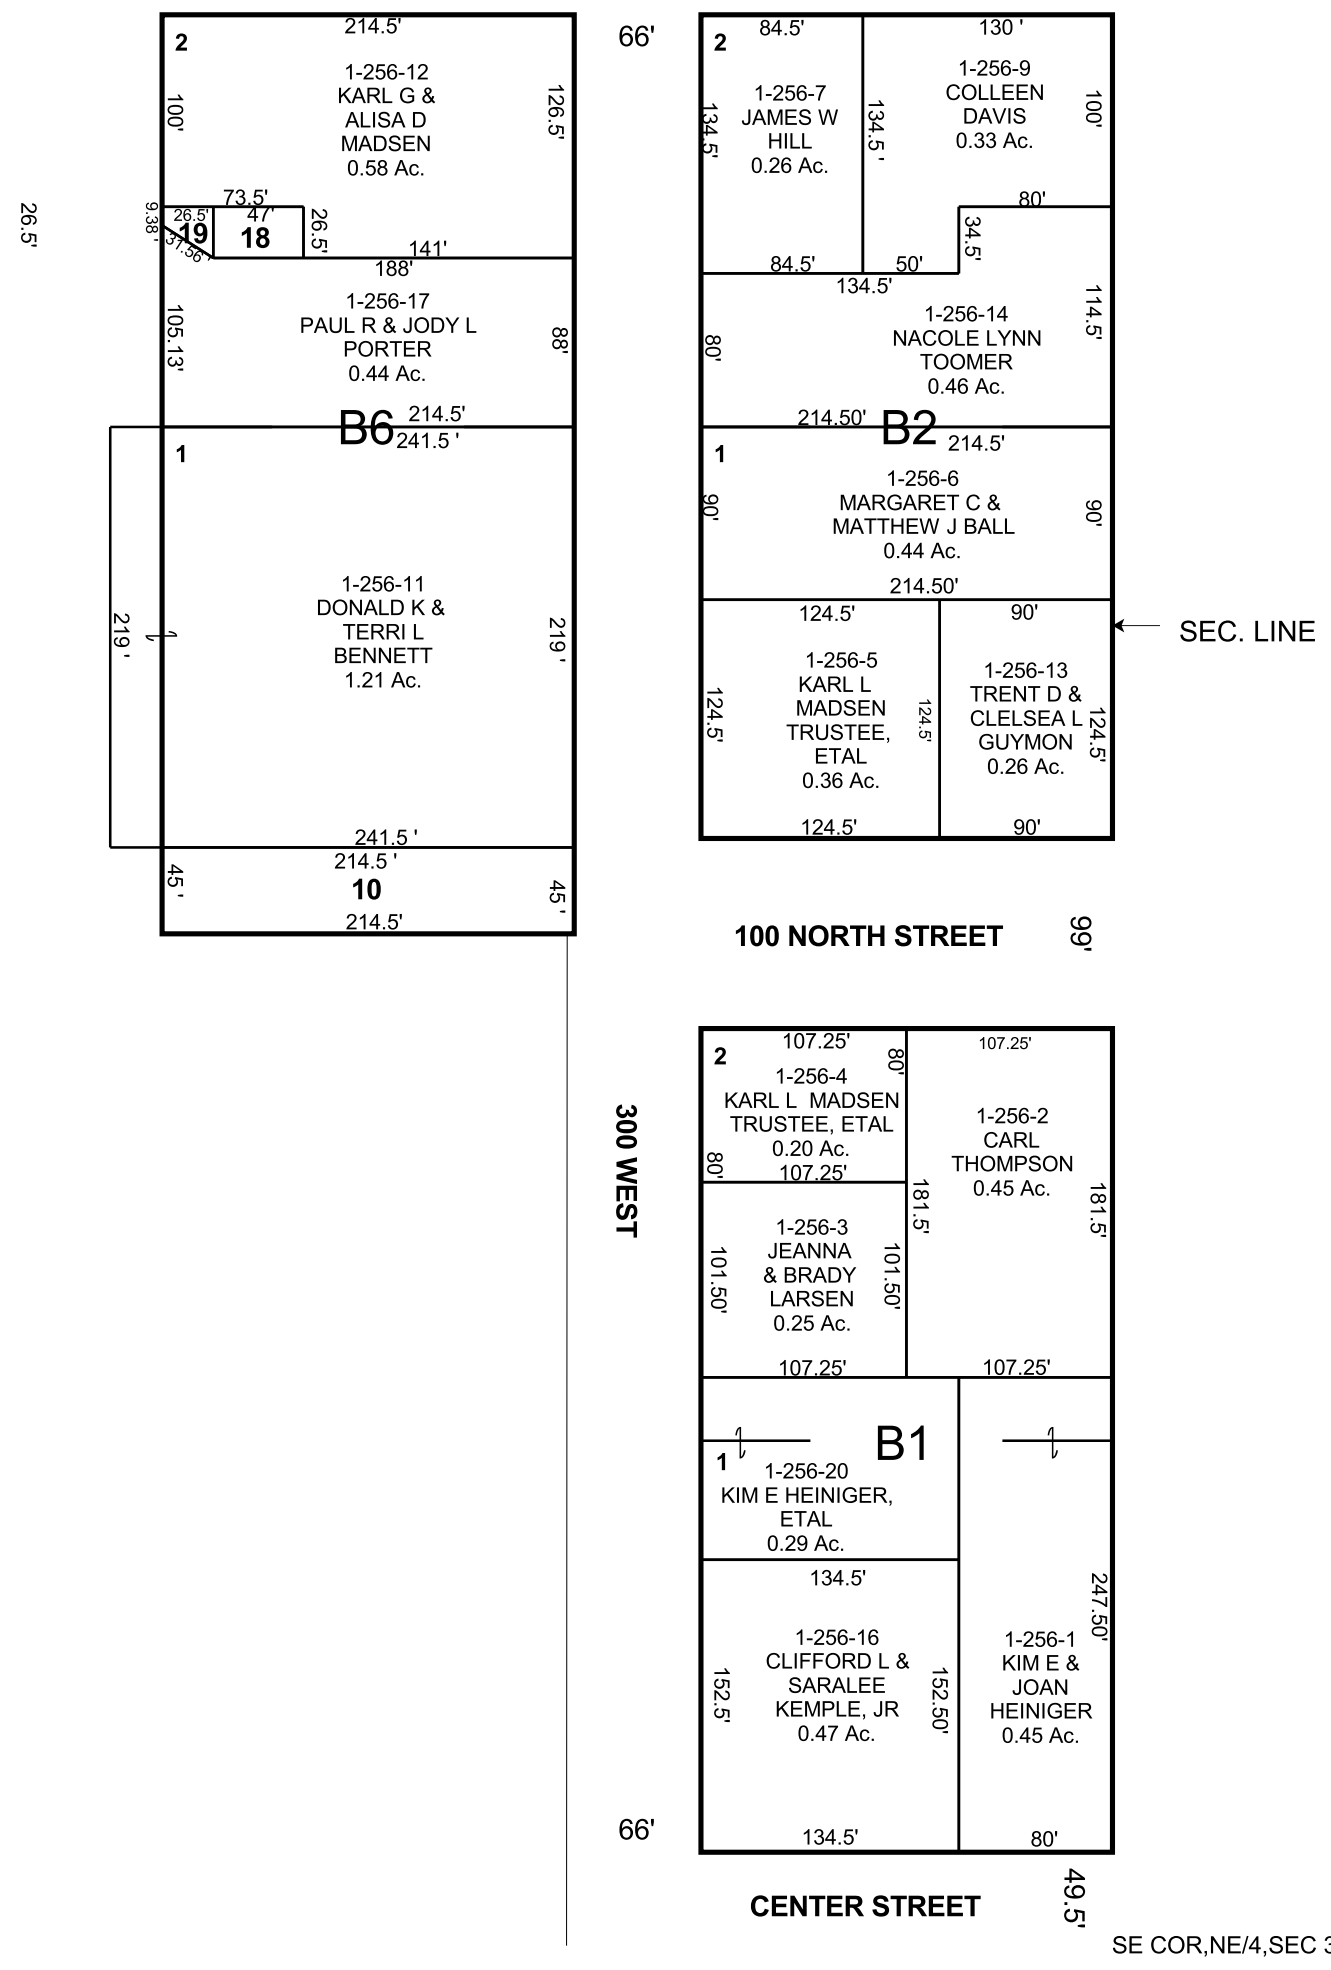 2
214.5'
1-256-12
KARL G &
ALISA D
MADSEN
0.58 Ac.
100'
126.5'
73.5'
26.5'
9.38 '
26.5'
47'
19
18
31.56 '
26.5'
141'
188'
1-256-17
PAUL R & JODY L
PORTER
0.44 Ac.
105.13'
88'
B6
214.5'
241.5 '
1
1-256-11
DONALD K &
TERRI L
BENNETT
1.21 Ac.
219 '
219 '
241.5 '
214.5 '
45 '
10
45 '
214.5'
66'
2
84.5'
130 '
1-256-7
JAMES W
HILL
0.26 Ac.
134.5'
134.5 '
1-256-9
COLLEEN
DAVIS
0.33 Ac.
100'
80'
34.5'
84.5'
50'
134.5'
1-256-14
NACOLE LYNN
TOOMER
0.46 Ac.
80'
114.5'
214.50'
B2
214.5'
1
1-256-6
MARGARET C &
MATTHEW J BALL
0.44 Ac.
90'
90'
214.50'
124.5'
90'
SEC. LINE
1-256-5
KARL L
MADSEN
TRUSTEE,
ETAL
0.36 Ac.
124.5'
124.5'
1-256-13
TRENT D &
CLELSEA L
GUYMON
0.26 Ac.
124.5'
124.5'
90'
100 NORTH STREET
99'
300 WEST
2
107.25'
80'
107.25'
1-256-4
KARL L  MADSEN
TRUSTEE, ETAL
0.20 Ac.
80'
107.25'
1-256-2
CARL
THOMPSON
0.45 Ac.
181.5'
181.5'
1-256-3
JEANNA
& BRADY
LARSEN
0.25 Ac.
101.50'
101.50'
107.25'
107.25'
B1
1
1-256-20
KIM E HEINIGER,
ETAL
0.29 Ac.
134.5'
247.50'
1-256-16
CLIFFORD L &
SARALEE
KEMPLE, JR
0.47 Ac.
152.5'
152.50'
1-256-1
KIM E &
JOAN
HEINIGER
0.45 Ac.
66'
134.5'
80'
CENTER STREET
49.5'
SE COR,NE/4,SEC 3